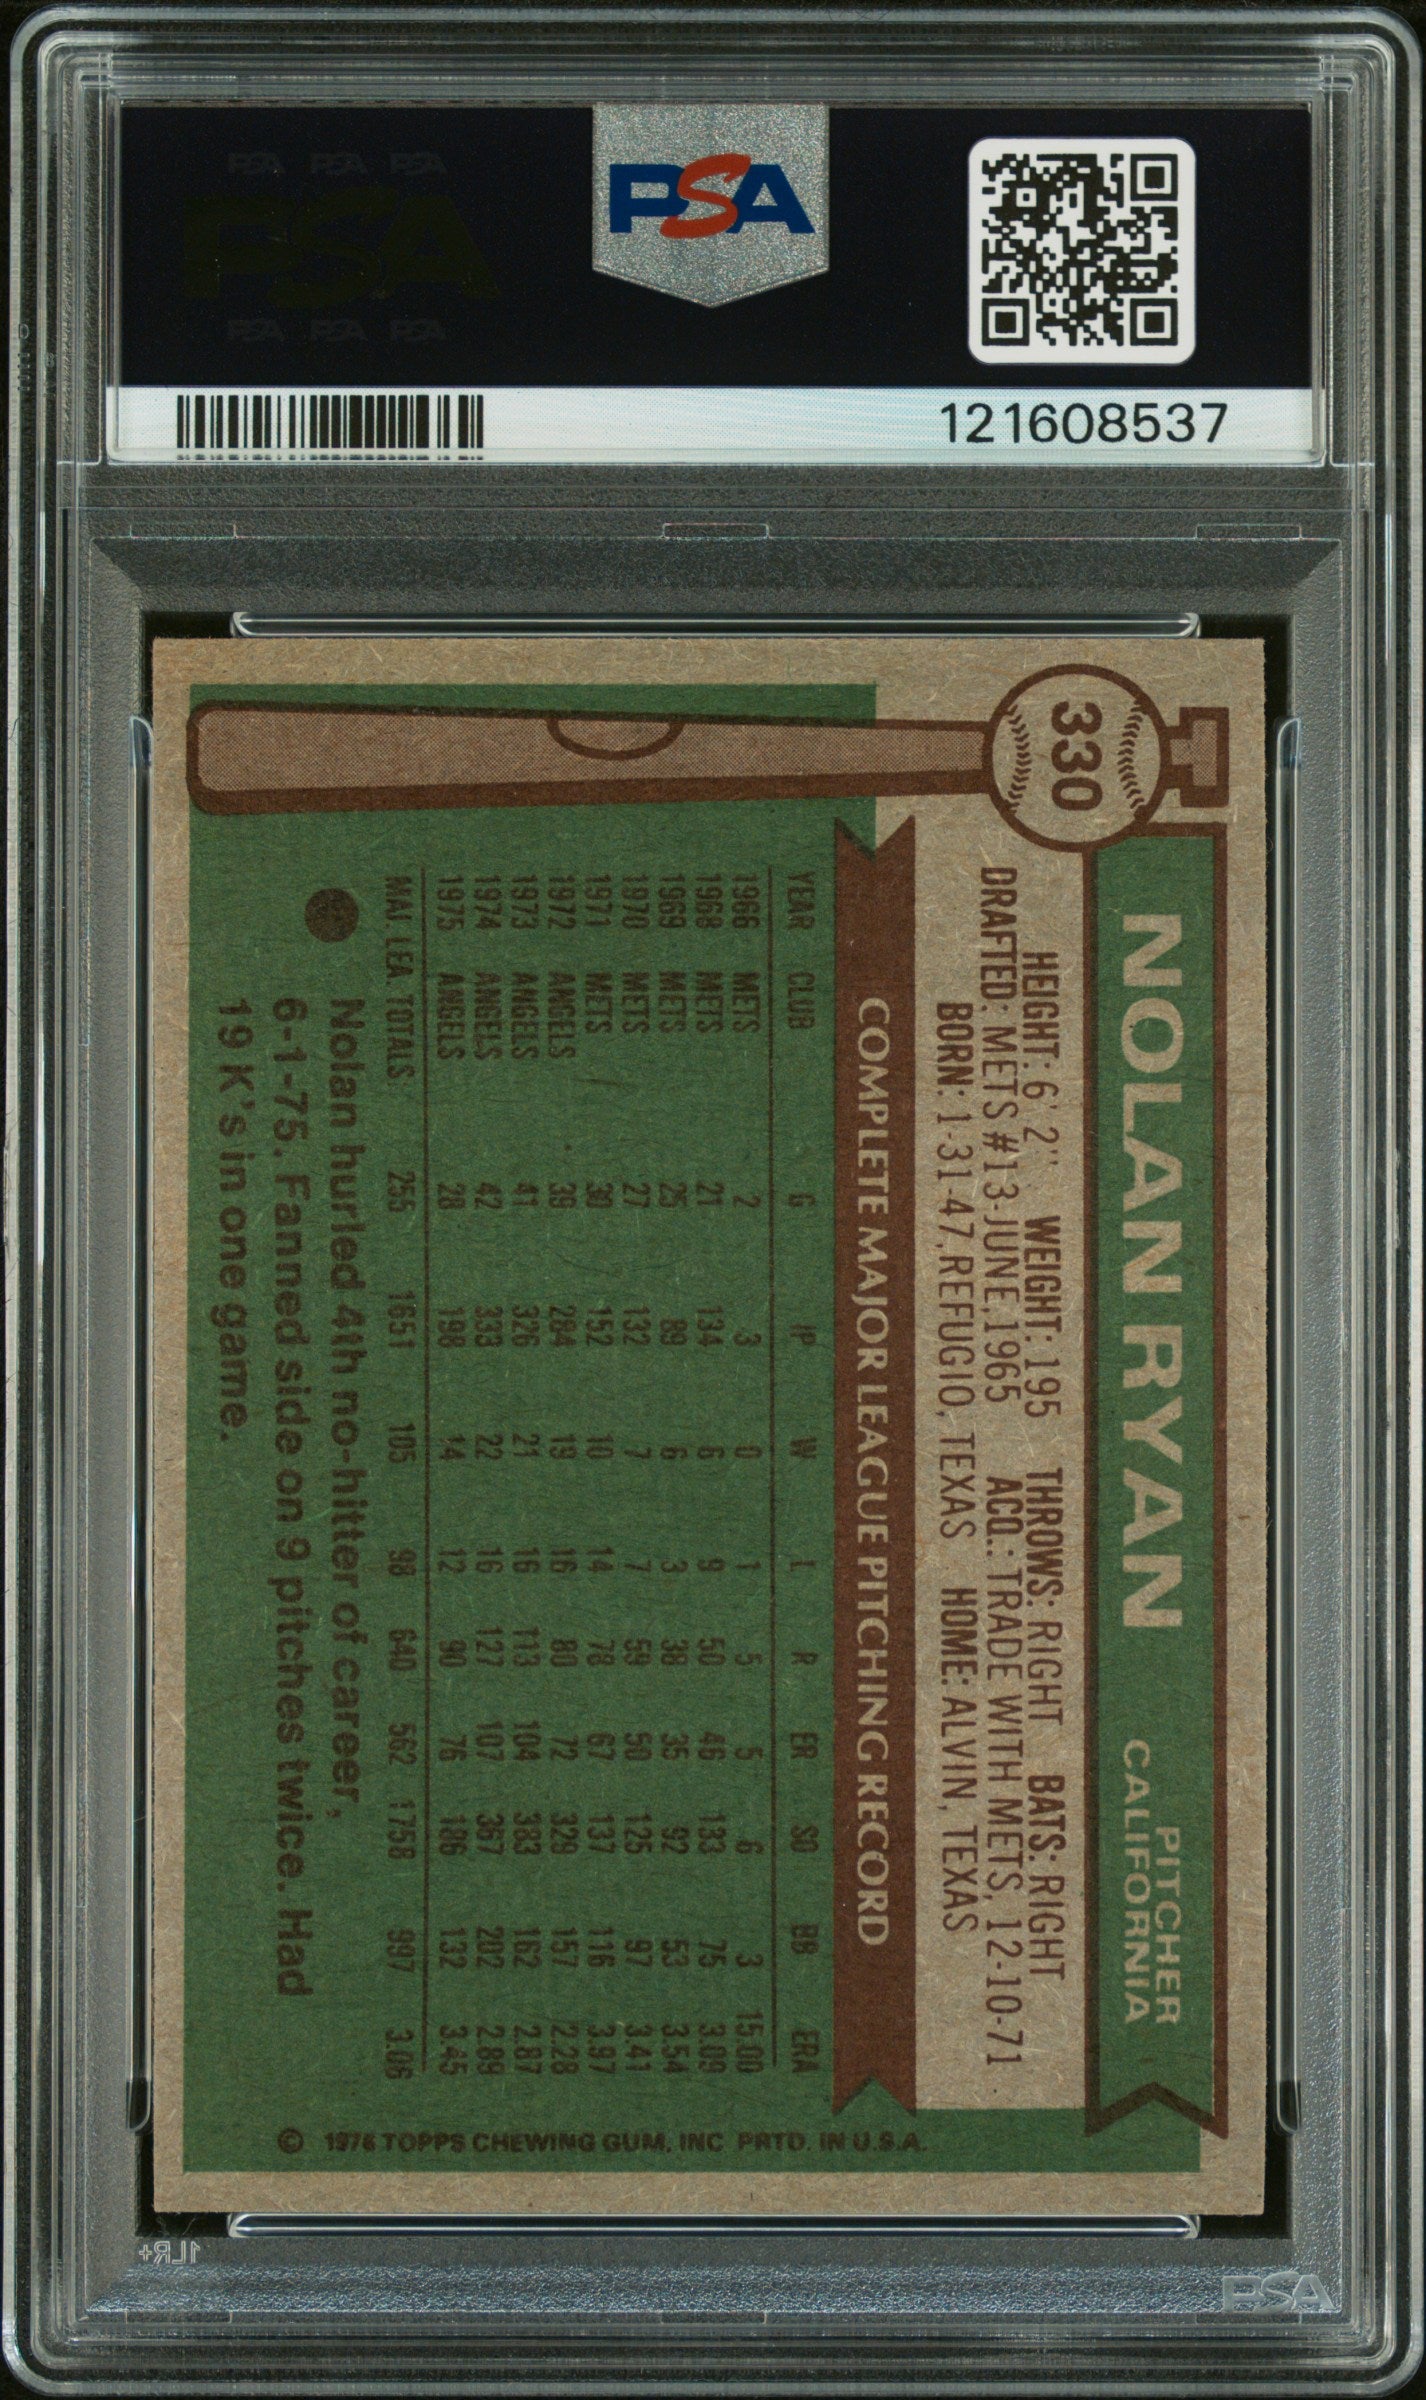 PSA PSA PSA
PSA
PSA PSA PSA
PSA
121608537
330
NOLAN RYAN PITCHER CALIFORNIA
HEIGHT: 6' 2" WEIGHT: 195 THROWS: RIGHT BATS: RIGHT
DRAFTED: METS #13-JUNE, 1965 ACQ.: TRADE WITH METS, 12-10-71
BORN: 1-31-47, REFUGIO, TEXAS HOME: ALVIN, TEXAS
COMPLETE MAJOR LEAGUE PITCHING RECORD
YEAR CLUB G IP W L R ER SO BB ERA
1966 METS 2 3 0 1 5 5 6 3 15.00
1968 METS 21 134 6 9 50 46 133 75 3.09
1969 METS 25 89 6 3 38 35 92 53 3.54
1970 METS 27 132 7 7 59 50 125 97 3.41
1971 METS 30 152 10 14 78 67 137 116 3.97
1972 ANGELS 39 284 19 16 80 72 329 157 2.28
1973 ANGELS 41 326 21 16 113 104 383 162 2.87
1974 ANGELS 42 333 22 16 127 107 367 202 2.89
1975 ANGELS 28 198 14 12 90 76 186 132 3.45
MAJ. LEA. TOTALS 255 1651 105 98 640 562 1758 997 3.06
Nolan hurled 4th no-hitter of career,
6-1-75. Fanned side on 9 pitches twice. Had
19 K's in one game.
© 1976 TOPPS CHEWING GUM, INC PRTD. IN U.S.A.
1LR+
PSA